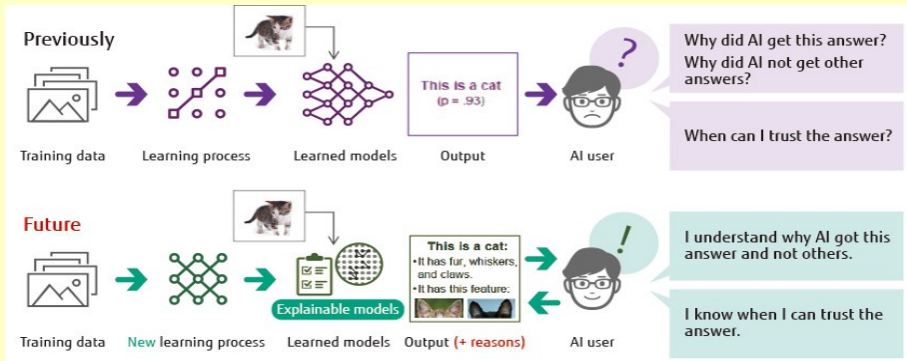 Previously
This is a cat
(p = .93)
?
Why did AI get this answer?
Why did AI not get other
answers?
When can I trust the answer?
Training data
Learning process
Learned models
Output
AI user
Future
This is a cat:
•It has fur, whiskers,
and claws.
•It has this feature:
!
I understand why AI got this
answer and not others.
I know when I can trust the
answer.
Explainable models
Training data
New learning process
Learned models
Output (+ reasons)
AI user